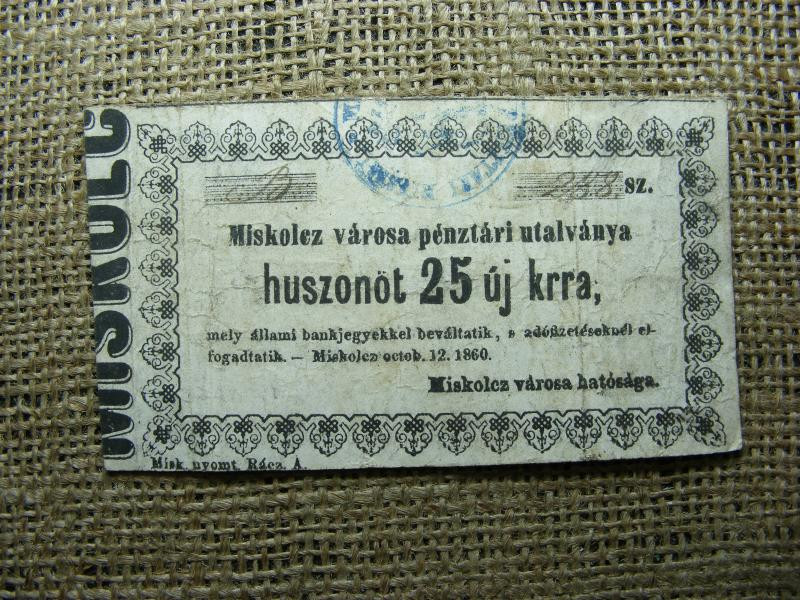 MISKOLC
B
sz.
Miskolcz városa pénztári utalványa
huszonöt 25 új krra,
mely állami bankjegyekkel beváltatik, s adófizetéseknél el-
fogadtatik. — Miskolcz octob. 12. 1860.
Miskolcz városa hatósága.
Misk. nyomt. Rácz. A.